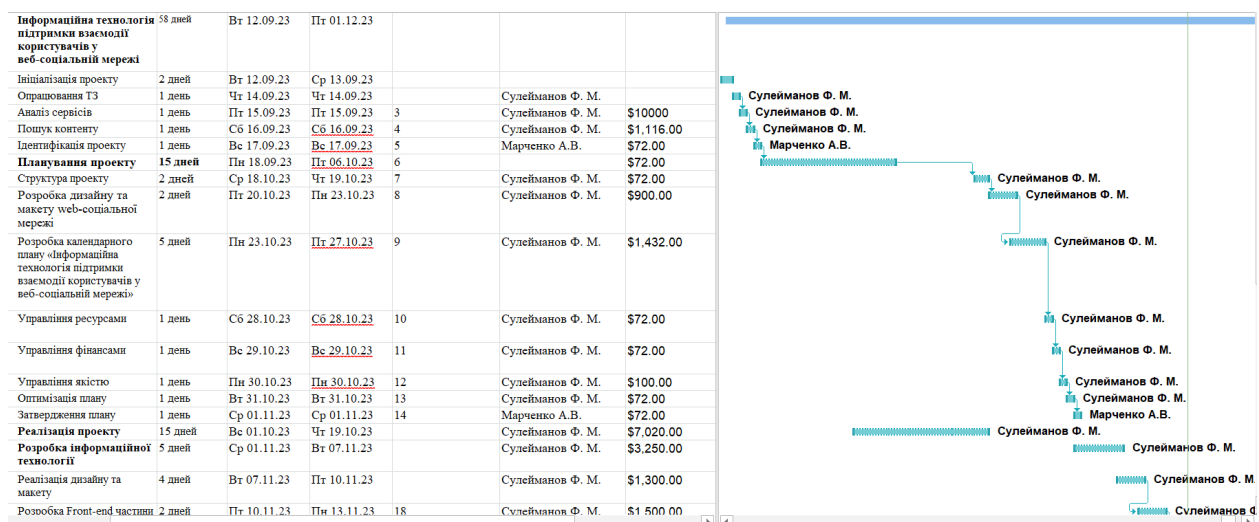 Інформаційна технологія 58 дней Вт 12.09.23 Пт 01.12.23
підтримки взаємодії
користувачів у
веб-соціальній мережі
Ініціалізація проекту 2 дней Вт 12.09.23 Ср 13.09.23
Опрацювання ТЗ 1 день Чт 14.09.23 Чт 14.09.23 Сулейманов Ф. М. Сулейманов Ф. М.
Аналіз сервісів 1 день Пт 15.09.23 Пт 15.09.23 3 Сулейманов Ф. М. $10000 Сулейманов Ф. М.
Пошук контенту 1 день Сб 16.09.23 Сб 16.09.23 4 Сулейманов Ф. М. $1,116.00 Сулейманов Ф. М.
Ідентифікація проекту 1 день Вс 17.09.23 Вс 17.09.23 5 Марченко А.В. $72.00 Марченко А.В.
Планування проекту 15 дней Пн 18.09.23 Пт 06.10.23 6 $72.00
Структура проекту 2 дней Ср 18.10.23 Чт 19.10.23 7 Сулейманов Ф. М. $72.00 Сулейманов Ф. М.
Розробка дизайну та 2 дней Пт 20.10.23 Пн 23.10.23 8 Сулейманов Ф. М. $900.00 Сулейманов Ф. М.
макету web-соціальної
мережі
Розробка календарного 5 дней Пн 23.10.23 Пт 27.10.23 9 Сулейманов Ф. М. $1,432.00 Сулейманов Ф. М.
плану «Інформаційна
технологія підтримки
взаємодії користувачів у
веб-соціальній мережі»
Управління ресурсами 1 день Сб 28.10.23 Сб 28.10.23 10 Сулейманов Ф. М. $72.00 Сулейманов Ф. М.
Управління фінансами 1 день Вс 29.10.23 Вс 29.10.23 11 Сулейманов Ф. М. $72.00 Сулейманов Ф. М.
Управління якістю 1 день Пн 30.10.23 Пн 30.10.23 12 Сулейманов Ф. М. $100.00 Сулейманов Ф. М.
Оптимізація плану 1 день Вт 31.10.23 Вт 31.10.23 13 Сулейманов Ф. М. $72.00 Сулейманов Ф. М.
Затвердження плану 1 день Ср 01.11.23 Ср 01.11.23 14 Марченко А.В. $72.00 Марченко А.В.
Реалізація проекту 15 дней Вс 01.10.23 Чт 19.10.23 Сулейманов Ф. М. $7,020.00 Сулейманов Ф. М.
Розробка інформаційної 5 дней Ср 01.11.23 Вт 07.11.23 Сулейманов Ф. М. $3,250.00 Сулейманов Ф. М.
технології
Реалізація дизайну та 4 дней Вт 07.11.23 Пт 10.11.23 Сулейманов Ф. М. $1,300.00 Сулейманов Ф. М
макету
Розробка Front-end частини 2 дней Пт 10.11.23 Пн 13.11.23 18 Сулейманов Ф. М. $1 500.00 Сулейманов Ф